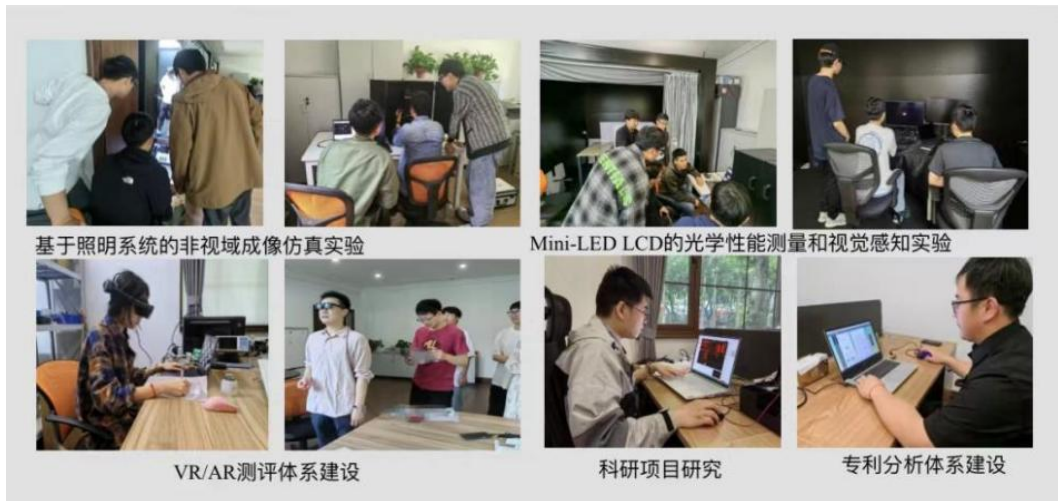 基于照明系统的非视域成像仿真实验
Mini-LED LCD的光学性能测量和视觉感知实验
VR/AR测评体系建设
科研项目研究
专利分析体系建设